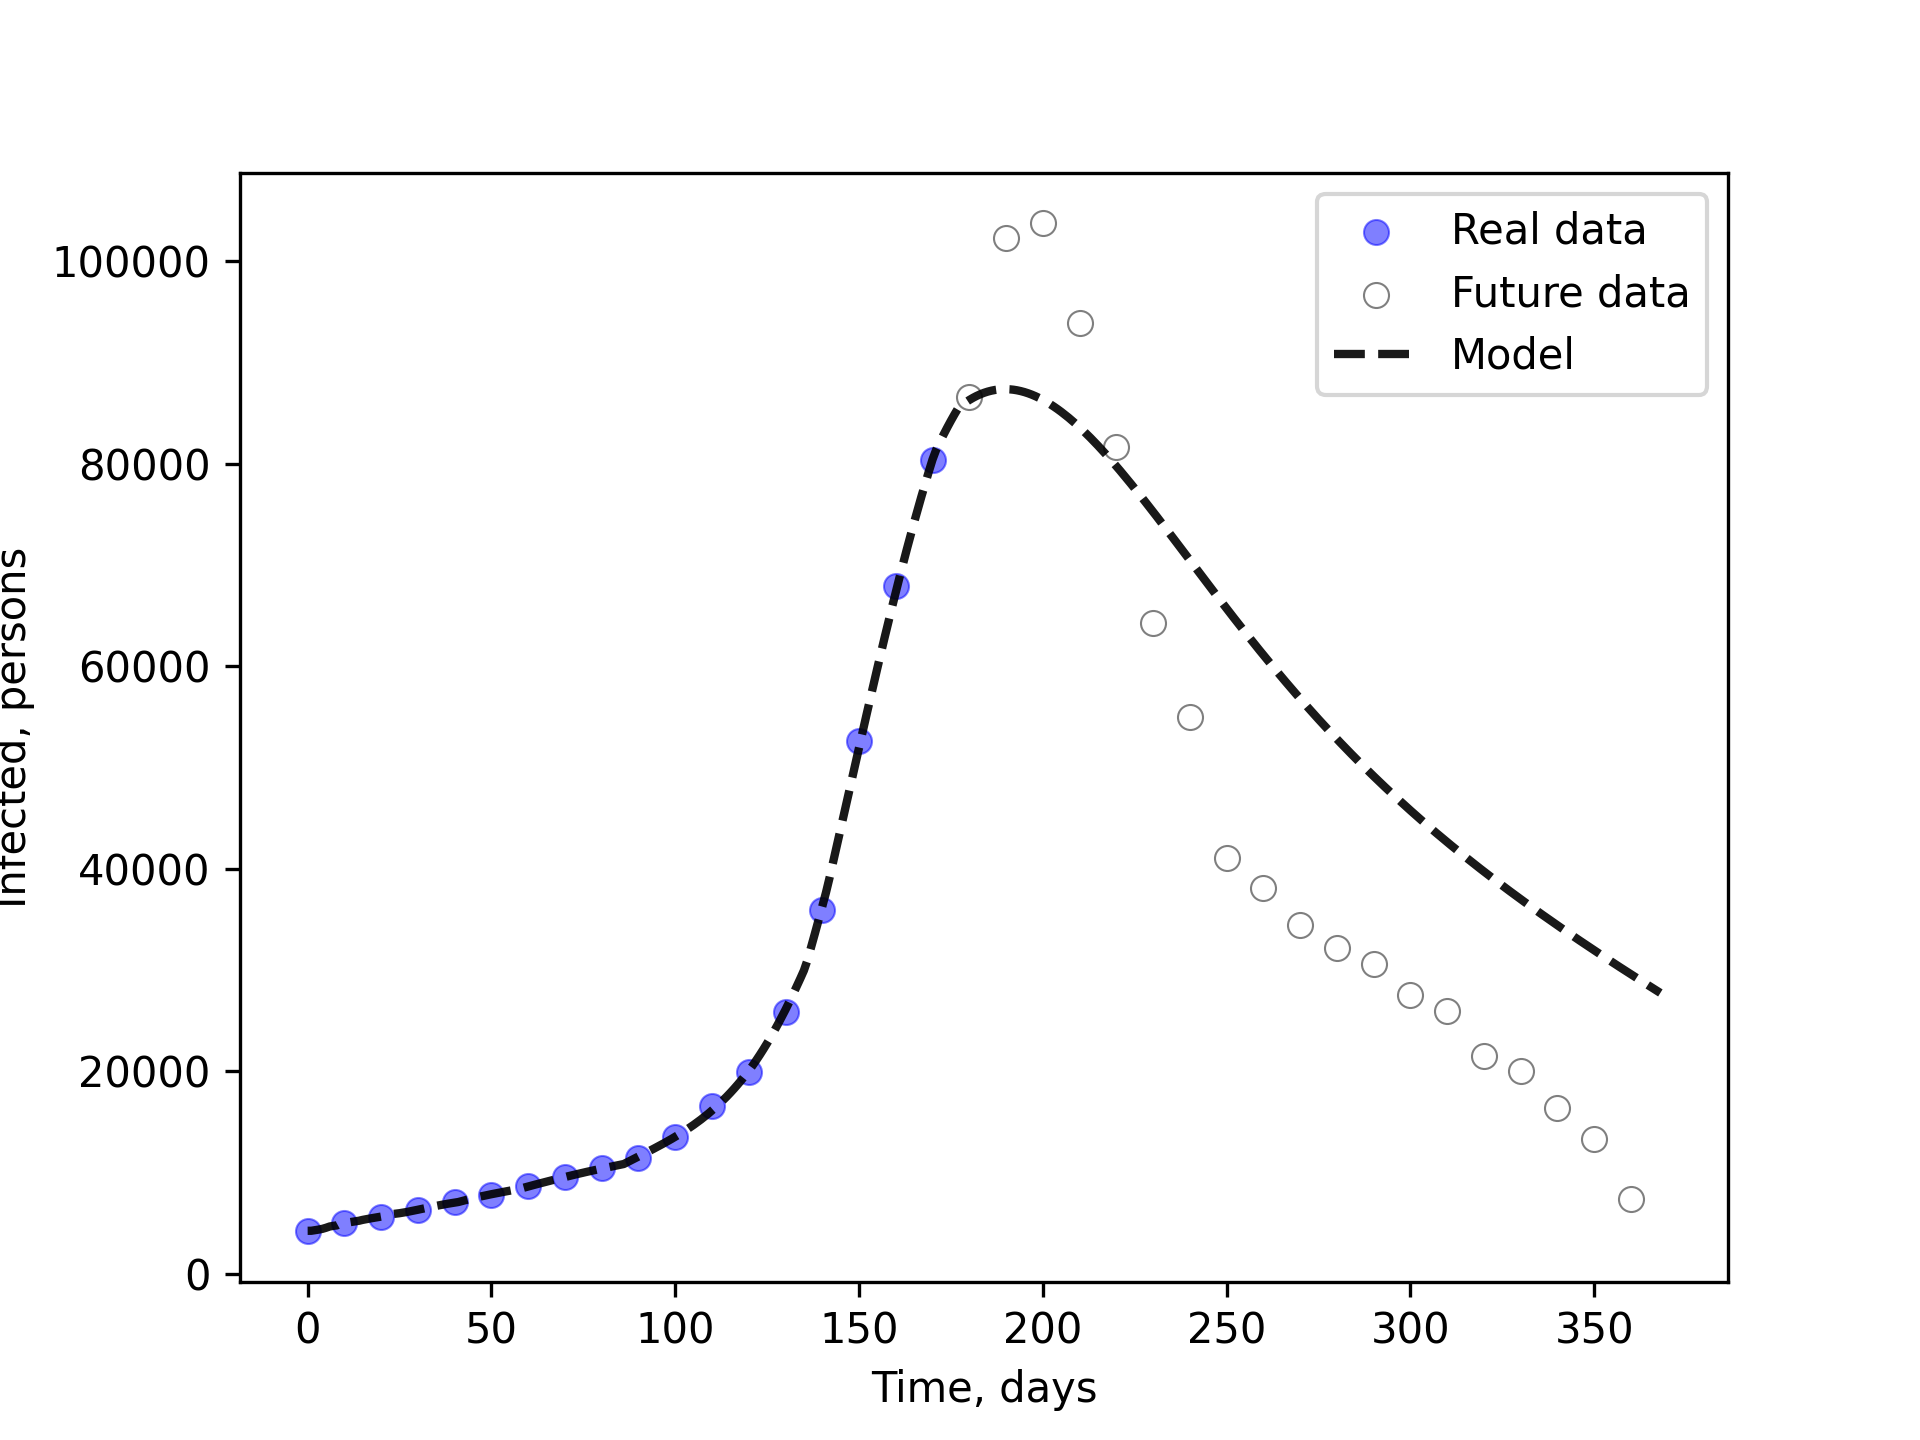 Real data
Future data
Model
100000
80000
60000
40000
20000
0
Infected, persons
0 50 100 150 200 250 300 350
Time, days